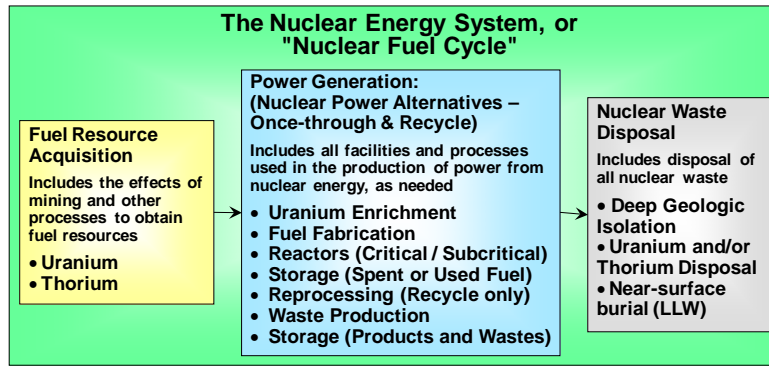 The Nuclear Energy System, or
"Nuclear Fuel Cycle"
Fuel Resource
Acquisition
Includes the effects of
mining and other
processes to obtain
fuel resources
• Uranium
• Thorium
Power Generation:
(Nuclear Power Alternatives –
Once-through & Recycle)
Includes all facilities and processes
used in the production of power from
nuclear energy, as needed
• Uranium Enrichment
• Fuel Fabrication
• Reactors (Critical / Subcritical)
• Storage (Spent or Used Fuel)
• Reprocessing (Recycle only)
• Waste Production
• Storage (Products and Wastes)
Nuclear Waste
Disposal
Includes disposal of
all nuclear waste
• Deep Geologic
Isolation
• Uranium and/or
Thorium Disposal
• Near-surface
burial (LLW)